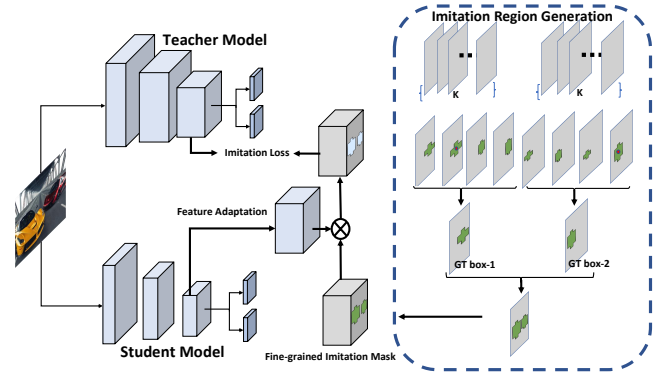 Imitation Region Generation
Teacher Model
K
K
Imitation Loss
Feature Adaptation
GT box-1
GT box-2
Student Model
Fine-grained Imitation Mask